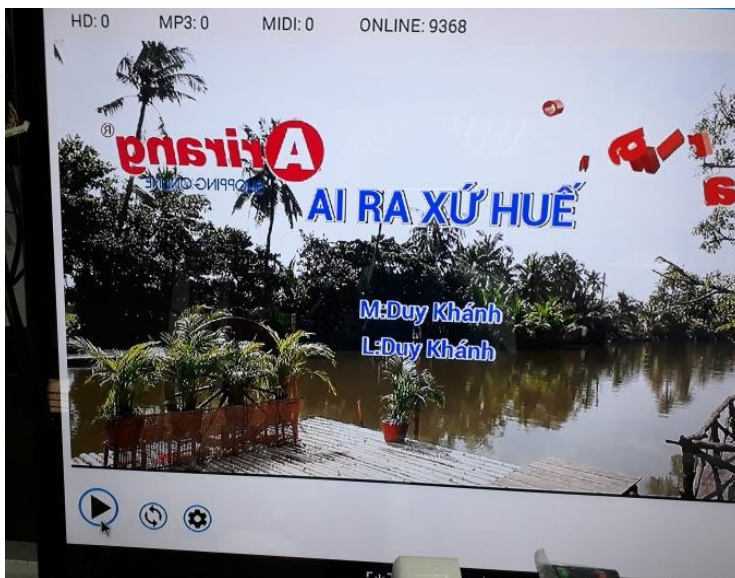 HD: 0 MP3: 0 MIDI: 0 ONLINE: 9368
Arirang®
SHOPPING ONLINE
AI RA XỨ HUẾ
M:Duy Khánh
L:Duy Khánh